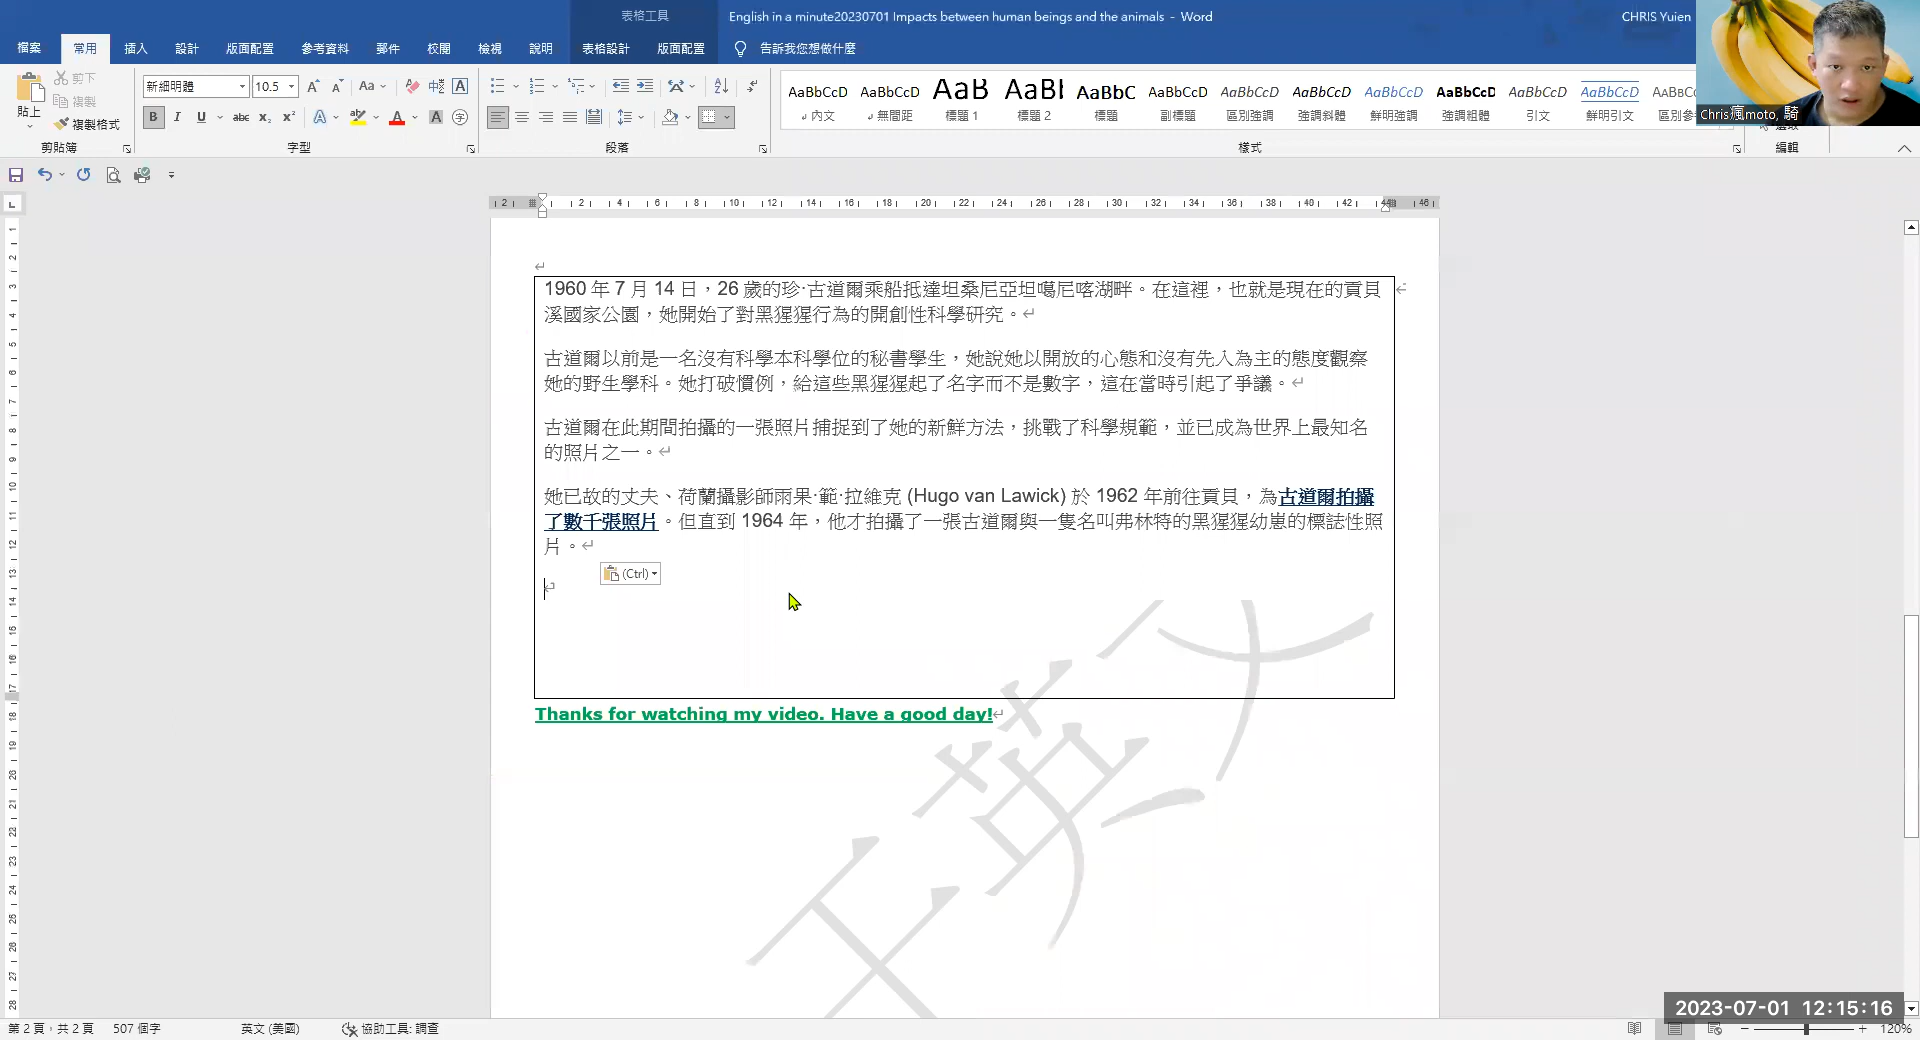 表格工具
English in a minute20230701 Impacts between human beings and the animals - Word
CHRIS Yuien
檔案 常用 插入 設計 版面配置 參考資料 郵件 校閱 檢視 說明 表格設計 版面配置 告訴我您想做什麼
貼上
剪下
複製
複製格式
剪貼簿
新細明體 10.5
字型
段落
AaBbCcD 內文
AaBbCcD 無間距
AaB 標題 1
AaBl 標題 2
AaBbC 標題
AaBbCcD 副標題
AaBbCcD 區別強調
AaBbCcD 強調斜體
AaBbCcD 鮮明強調
AaBbCcD 強調粗體
AaBbCcD 引文
AaBbCcD 鮮明引文
AaBbC 區別參
樣式
編輯
Chris瘋moto, 騎
1960 年 7 月 14 日，26 歲的珍·古道爾乘船抵達坦桑尼亞坦噶尼喀湖畔。在這裡，也就是現在的貢貝
溪國家公園，她開始了對黑猩猩行為的開創性科學研究。
古道爾以前是一名沒有科學本科學位的秘書學生，她說她以開放的心態和沒有先入為主的態度觀察
她的野生學科。她打破慣例，給這些黑猩猩起了名字而不是數字，這在當時引起了爭議。
古道爾在此期間拍攝的一張照片捕捉到了她的新鮮方法，挑戰了科學規範，並已成為世界上最知名
的照片之一。
她已故的丈夫、荷蘭攝影師雨果·範·拉維克 (Hugo van Lawick) 於 1962 年前往貢貝，為古道爾拍攝
了數千張照片。但直到 1964 年，他才拍攝了一張古道爾與一隻名叫弗林特的黑猩猩幼崽的標誌性照
片。
(Ctrl)
Thanks for watching my video. Have a good day!
英文
2023-07-01 12:15:16
第 2 頁，共 2 頁 507 個字 英文 (美國) 協助工具: 調查 120%